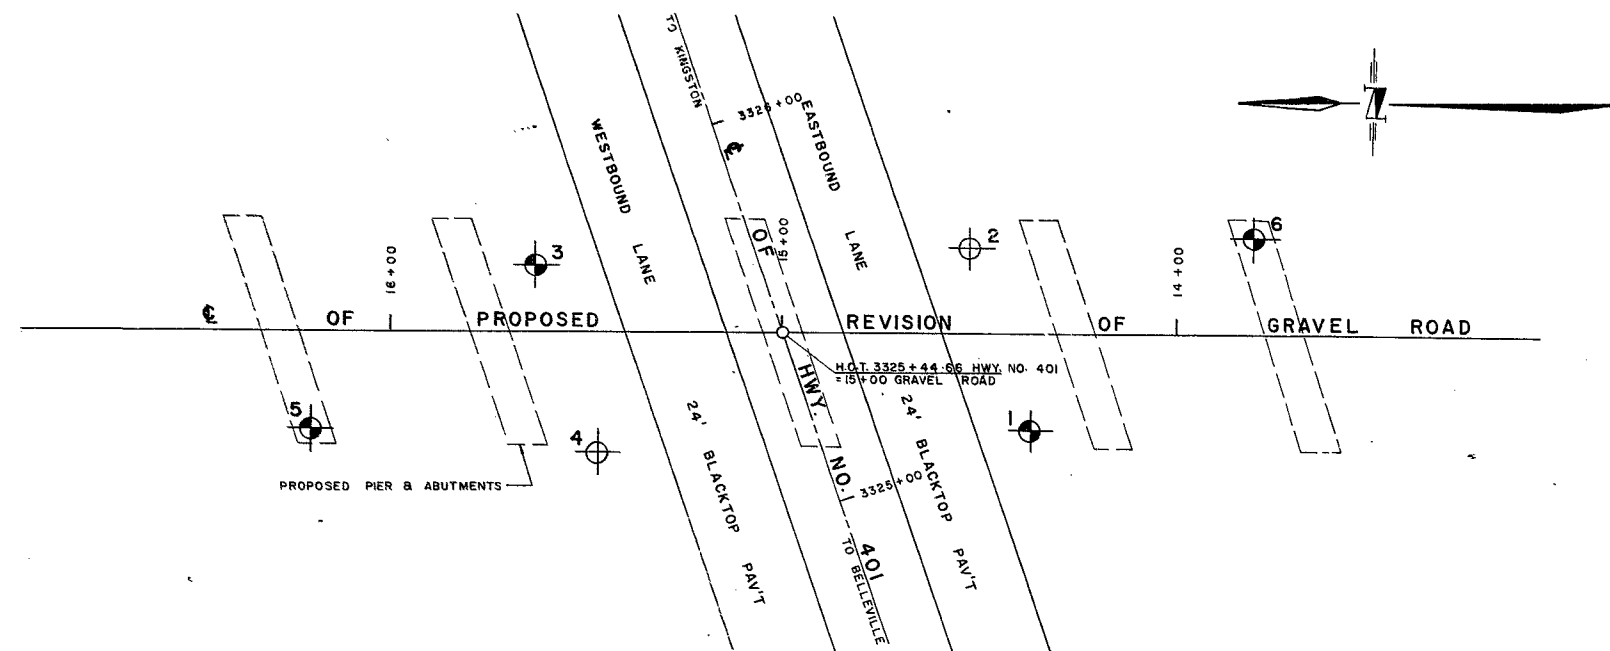 TO KINGSTON
3326+00
℄
WESTBOUND LANE
EASTBOUND LANE
N
3
2
6
16+00
15+00
14+00
℄ OF PROPOSED REVISION OF GRAVEL ROAD
OF HWY. NO. 401
H.O.T. 3325+44.66 HWY. NO. 401
=15+00 GRAVEL ROAD
5
4
1
24' BLACKTOP PAV'T
24' BLACKTOP PAV'T
PROPOSED PIER & ABUTMENTS
3325+00
TO BELLEVILLE